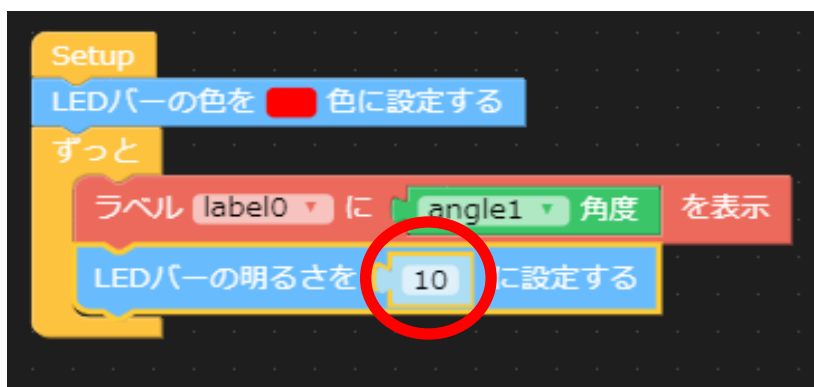 Setup
LEDバーの色を 色に設定する
ずっと
ラベル label0 に angle1 角度 を表示
LEDバーの明るさを 10 に設定する